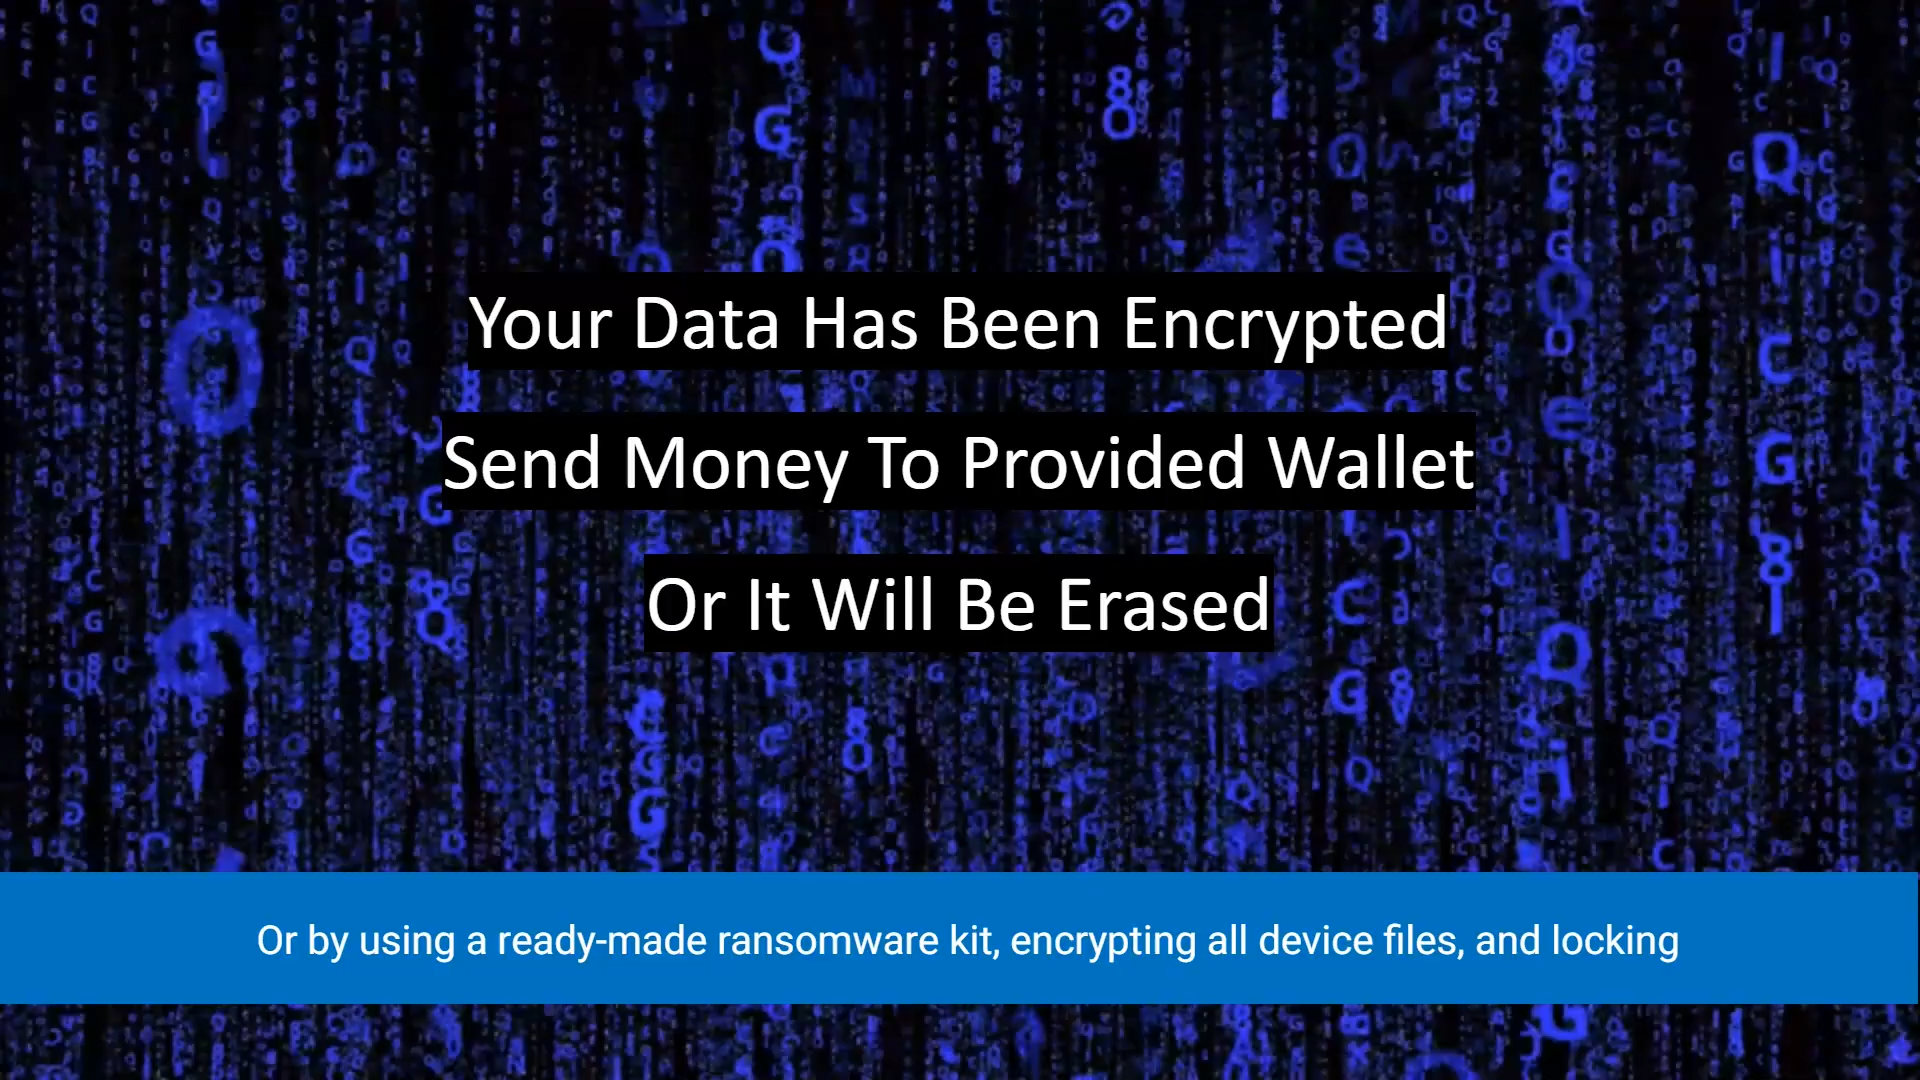 Your Data Has Been Encrypted
Send Money To Provided Wallet
Or It Will Be Erased
Or by using a ready-made ransomware kit, encrypting all device files, and locking